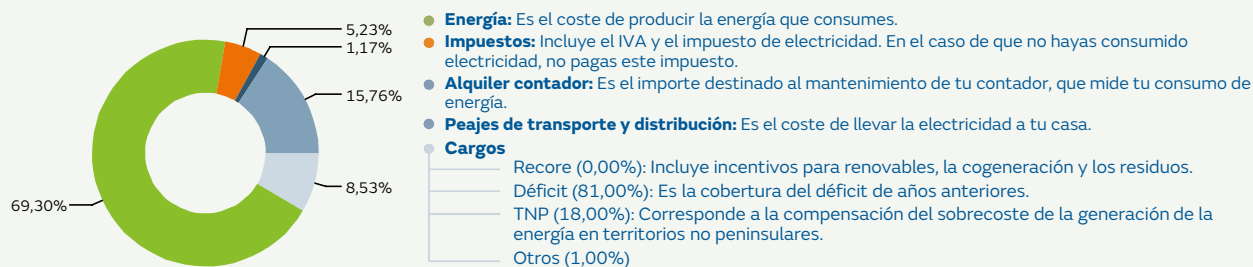 5,23%
1,17%
15,76%
8,53%
69,30%
Energía: Es el coste de producir la energía que consumes.
Impuestos: Incluye el IVA y el impuesto de electricidad. En el caso de que no hayas consumido
electricidad, no pagas este impuesto.
Alquiler contador: Es el importe destinado al mantenimiento de tu contador, que mide tu consumo de
energía.
Peajes de transporte y distribución: Es el coste de llevar la electricidad a tu casa.
Cargos
Recore (0,00%): Incluye incentivos para renovables, la cogeneración y los residuos.
Déficit (81,00%): Es la cobertura del déficit de años anteriores.
TNP (18,00%): Corresponde a la compensación del sobrecoste de la generación de la
energía en territorios no peninsulares.
Otros (1,00%)